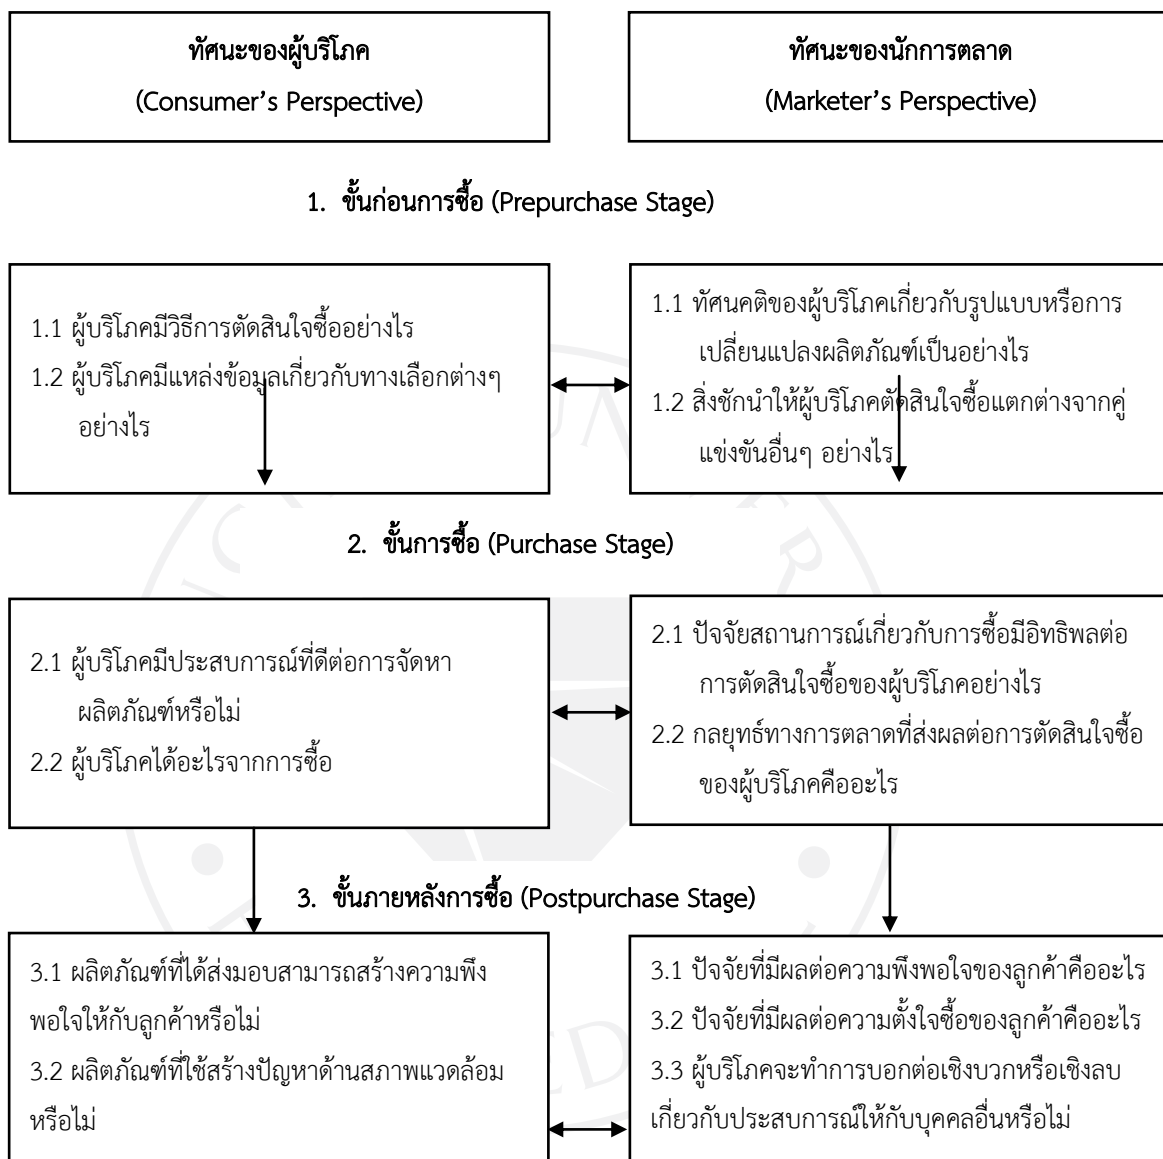 ทัศนะของผู้บริโภค
(Consumer's Perspective)
ทัศนะของนักการตลาด
(Marketer's Perspective)
1. ขั้นก่อนการซื้อ (Prepurchase Stage)
1.1 ผู้บริโภคมีวิธีการตัดสินใจซื้ออย่างไร
1.2 ผู้บริโภคมีแหล่งข้อมูลเกี่ยวกับทางเลือกต่างๆ
อย่างไร
1.1 ทัศนคติของผู้บริโภคเกี่ยวกับรูปแบบหรือการ
เปลี่ยนแปลงผลิตภัณฑ์เป็นอย่างไร
1.2 สิ่งชักนำให้ผู้บริโภคตัดสินใจซื้อแตกต่างจากคู่
แข่งขันอื่นๆ อย่างไร
2. ขั้นการซื้อ (Purchase Stage)
2.1 ผู้บริโภคมีประสบการณ์ที่ดีต่อการจัดหา
ผลิตภัณฑ์หรือไม่
2.2 ผู้บริโภคได้อะไรจากการซื้อ
2.1 ปัจจัยสถานการณ์เกี่ยวกับการซื้อมีอิทธิพลต่อ
การตัดสินใจซื้อของผู้บริโภคอย่างไร
2.2 กลยุทธ์ทางการตลาดที่ส่งผลต่อการตัดสินใจซื้อ
ของผู้บริโภคคืออะไร
3. ขั้นภายหลังการซื้อ (Postpurchase Stage)
3.1 ผลิตภัณฑ์ที่ได้ส่งมอบสามารถสร้างความพึง
พอใจให้กับลูกค้าหรือไม่
3.2 ผลิตภัณฑ์ที่ใช้สร้างปัญหาด้านสภาพแวดล้อม
หรือไม่
3.1 ปัจจัยที่มีผลต่อความพึงพอใจของลูกค้าคืออะไร
3.2 ปัจจัยที่มีผลต่อความตั้งใจซื้อของลูกค้าคืออะไร
3.3 ผู้บริโภคจะทำการบอกต่อเชิงบวกหรือเชิงลบ
เกี่ยวกับประสบการณ์ให้กับบุคคลอื่นหรือไม่